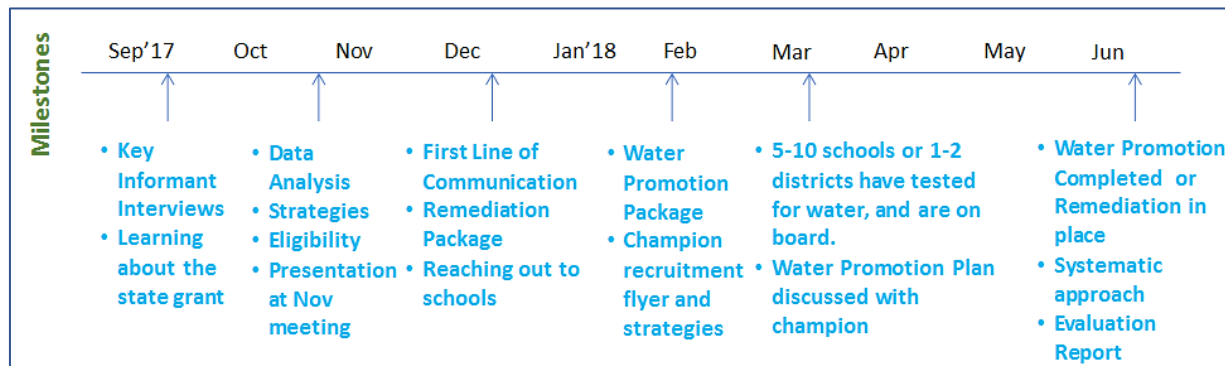 Milestones
Sep'17 Oct Nov Dec Jan'18 Feb Mar Apr May Jun
• Key
Informant
Interviews
• Learning
about the
state grant
• Data
Analysis
• Strategies
• Eligibility
• Presentation
at Nov
meeting
• First Line of
Communication
• Remediation
Package
• Reaching out to
schools
• Water
Promotion
Package
• Champion
recruitment
flyer and
strategies
• 5-10 schools or 1-2
districts have tested
for water, and are on
board.
• Water Promotion Plan
discussed with
champion
• Water Promotion
Completed or
Remediation in
place
• Systematic
approach
• Evaluation
Report